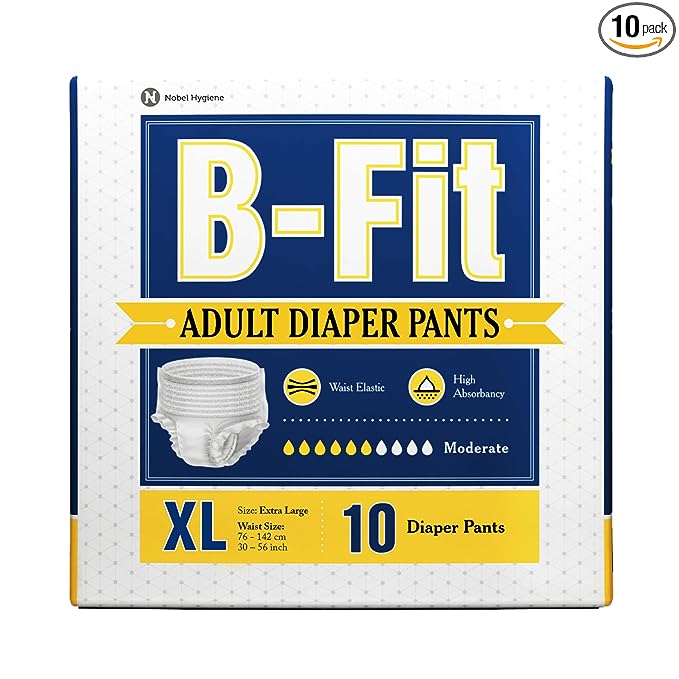 10 pack
N Nobel Hygiene
B-Fit
ADULT DIAPER PANTS
Waist Elastic
High
Absorbancy
Moderate
XL
Size: Extra Large
Waist Size:
76 - 142 cm
30 - 56 inch
10 Diaper Pants